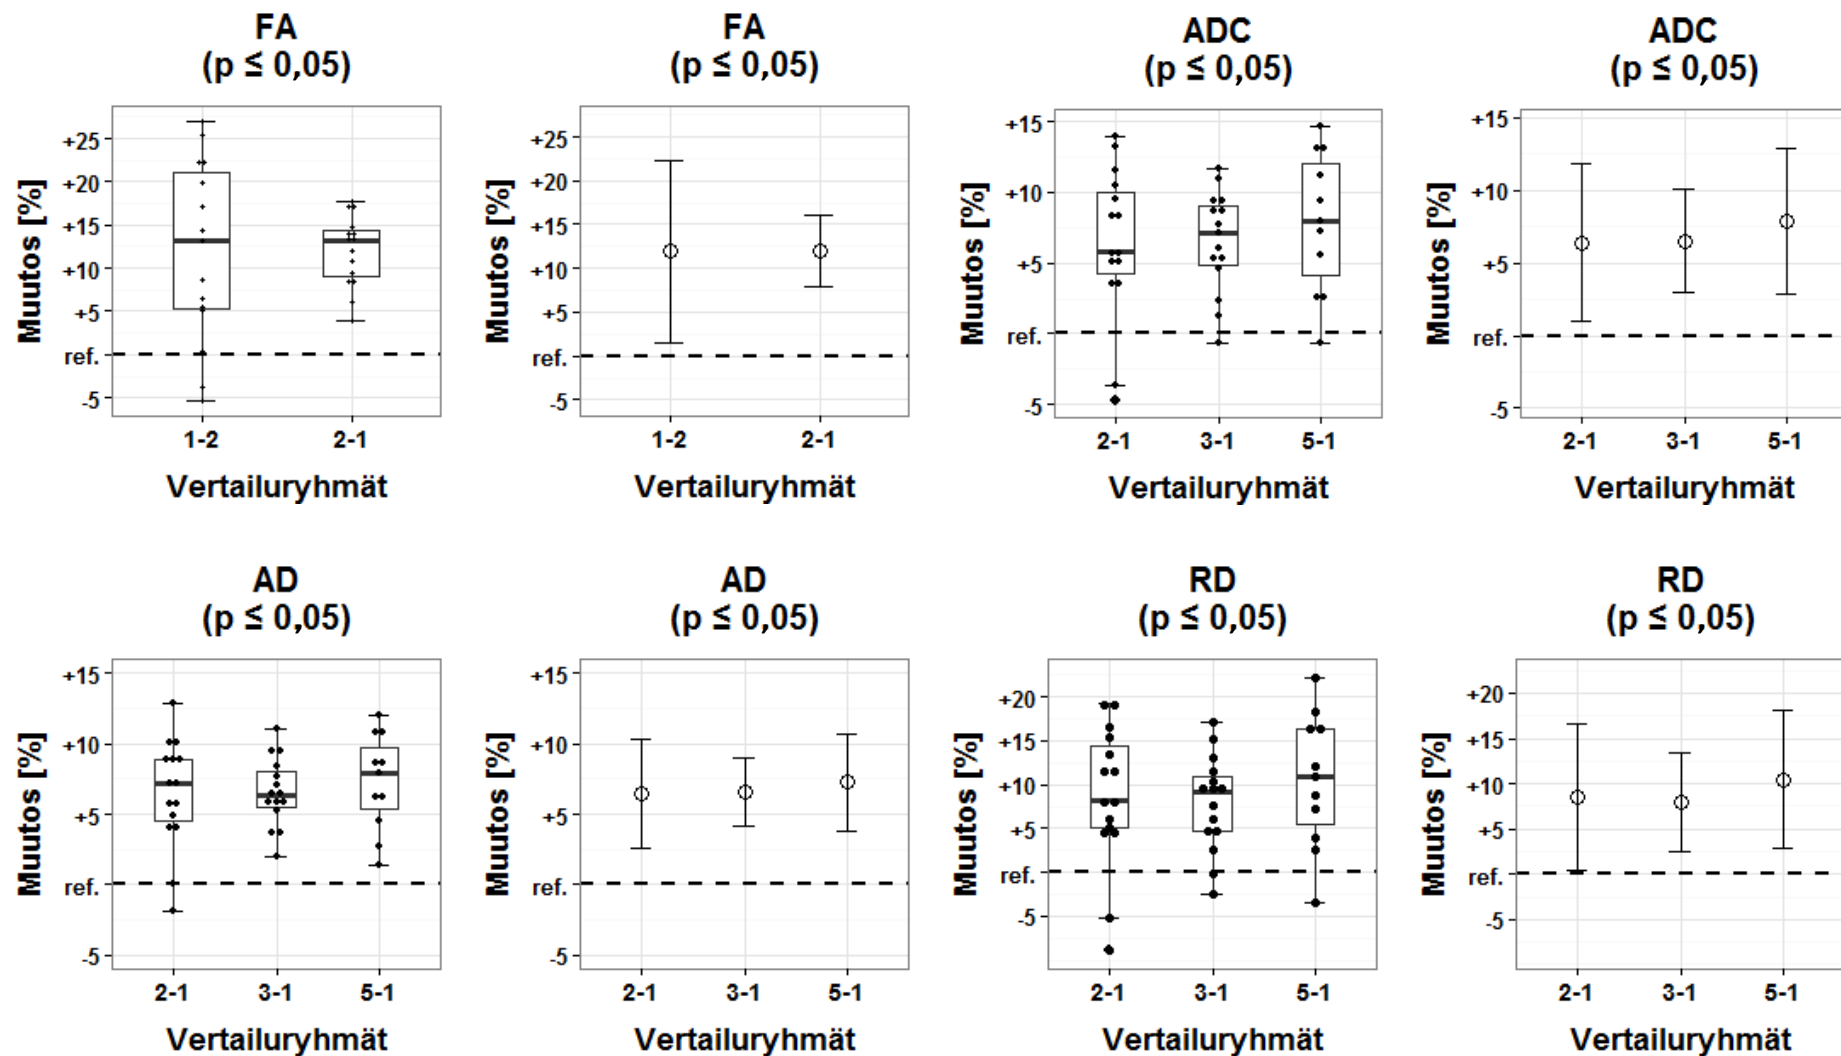 FA
(p ≤ 0,05)
Muutos [%]
+25
+20
+15
+10
+5
ref.
-5
1-2
2-1
Vertailuryhmät
FA
(p ≤ 0,05)
Muutos [%]
+25
+20
+15
+10
+5
ref.
-5
1-2
2-1
Vertailuryhmät
ADC
(p ≤ 0,05)
Muutos [%]
+15
+10
+5
ref.
-5
2-1
3-1
5-1
Vertailuryhmät
ADC
(p ≤ 0,05)
Muutos [%]
+15
+10
+5
ref.
-5
2-1
3-1
5-1
Vertailuryhmät
AD
(p ≤ 0,05)
Muutos [%]
+15
+10
+5
ref.
-5
2-1
3-1
5-1
Vertailuryhmät
AD
(p ≤ 0,05)
Muutos [%]
+15
+10
+5
ref.
-5
2-1
3-1
5-1
Vertailuryhmät
RD
(p ≤ 0,05)
Muutos [%]
+20
+15
+10
+5
ref.
-5
2-1
3-1
5-1
Vertailuryhmät
RD
(p ≤ 0,05)
Muutos [%]
+20
+15
+10
+5
ref.
-5
2-1
3-1
5-1
Vertailuryhmät